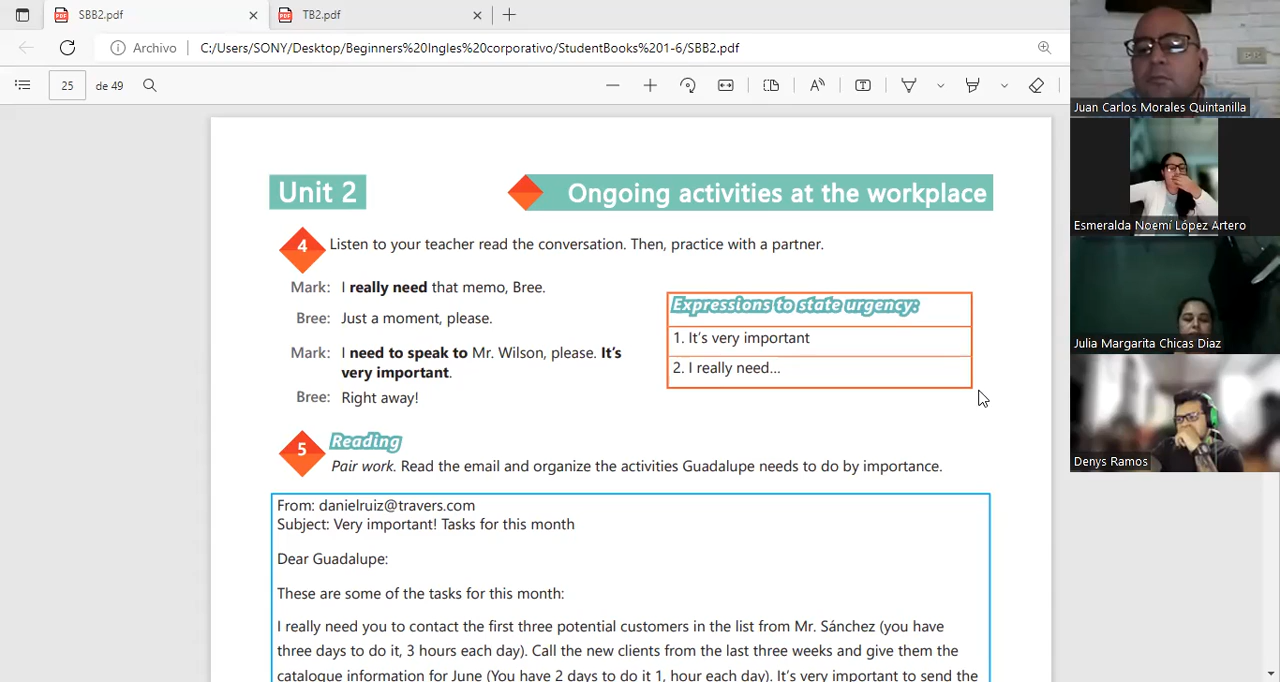 SBB2.pdf
TB2.pdf
Archivo
C:/Users/SONY/Desktop/Beginners%20Ingles%20corporativo/StudentBooks%201-6/SBB2.pdf
25 de 49
Unit 2
Ongoing activities at the workplace
4 Listen to your teacher read the conversation. Then, practice with a partner.
Mark: I really need that memo, Bree.
Bree: Just a moment, please.
Mark: I need to speak to Mr. Wilson, please. It's
very important.
Bree: Right away!
Expressions to state urgency:
1. It's very important
2. I really need...
5 Reading
Pair work. Read the email and organize the activities Guadalupe needs to do by importance.
From: danielruiz@travers.com
Subject: Very important! Tasks for this month
Dear Guadalupe:
These are some of the tasks for this month:
I really need you to contact the first three potential customers in the list from Mr. Sánchez (you have
three days to do it, 3 hours each day). Call the new clients from the last three weeks and give them the
catalogue information for June (You have 2 days to do it 1, hour each day). It's very important to send the
Juan Carlos Morales Quintanilla
Esmeralda Noemí López Artero
Julia Margarita Chicas Diaz
Denys Ramos